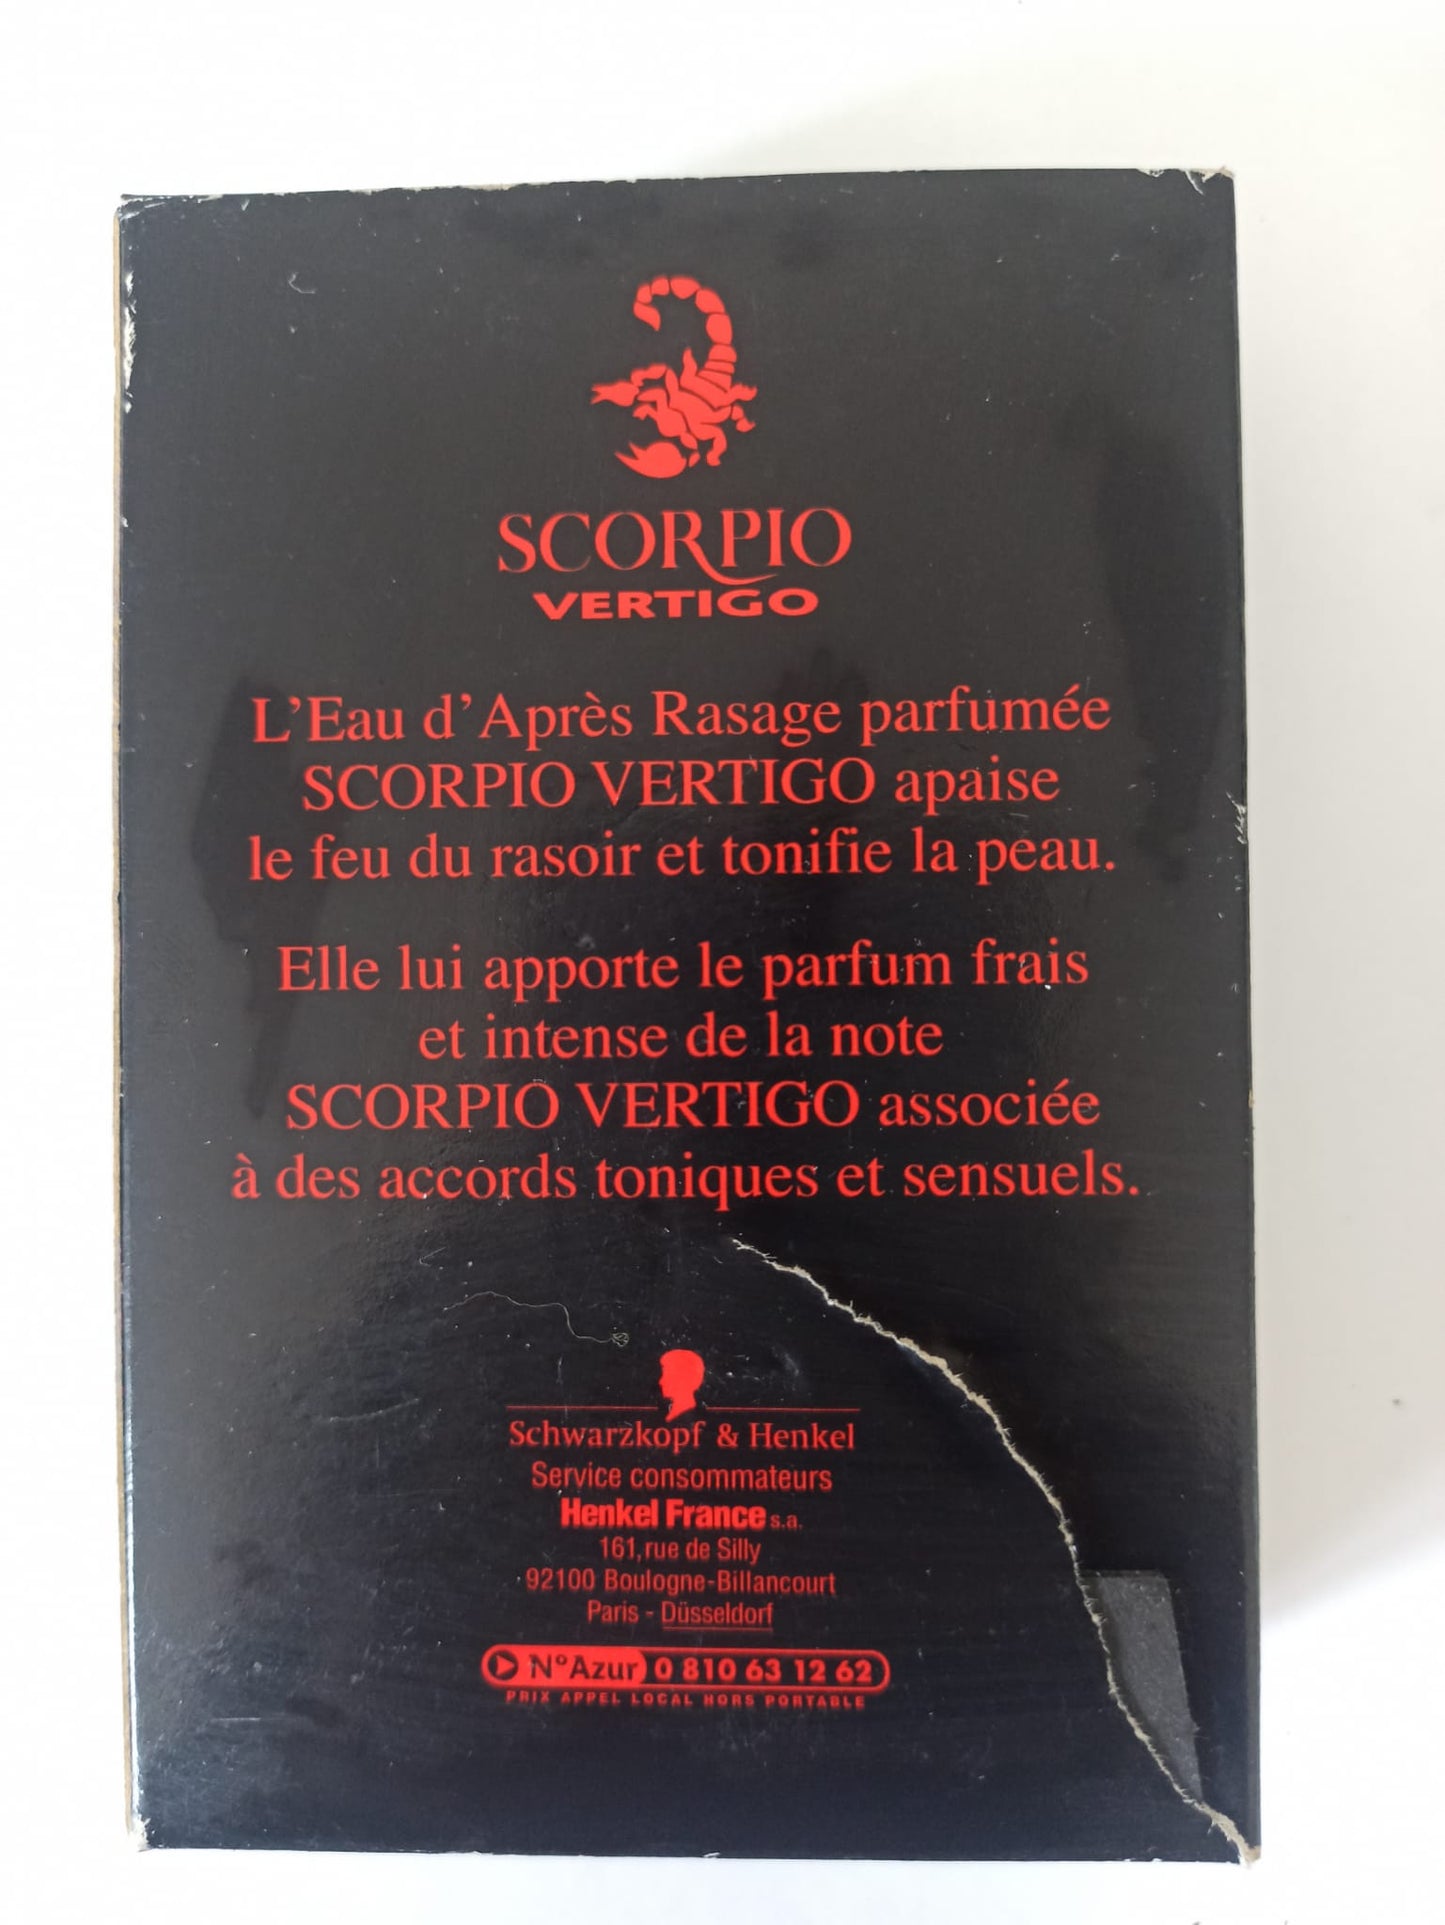 SCORPIO
VERTIGO
L'Eau d'Après Rasage parfumée
SCORPIO VERTIGO apaise
le feu du rasoir et tonifie la peau.
Elle lui apporte le parfum frais
et intense de la note
SCORPIO VERTIGO associée
à des accords toniques et sensuels.
Schwarzkopf & Henkel
Service consommateurs
Henkel France s.a.
161, rue de Silly
92100 Boulogne-Billancourt
Paris - Düsseldorf
N°Azur 0 810 63 12 62
PRIX APPEL LOCAL HORS PORTABLE